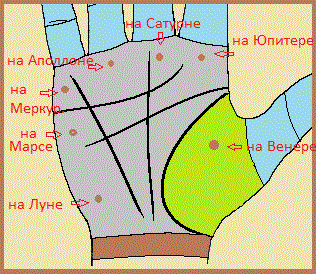 на Сатурне
на Юпитере
на Аполлоне
на
Меркур
на
Марсе
на Венере
на Луне